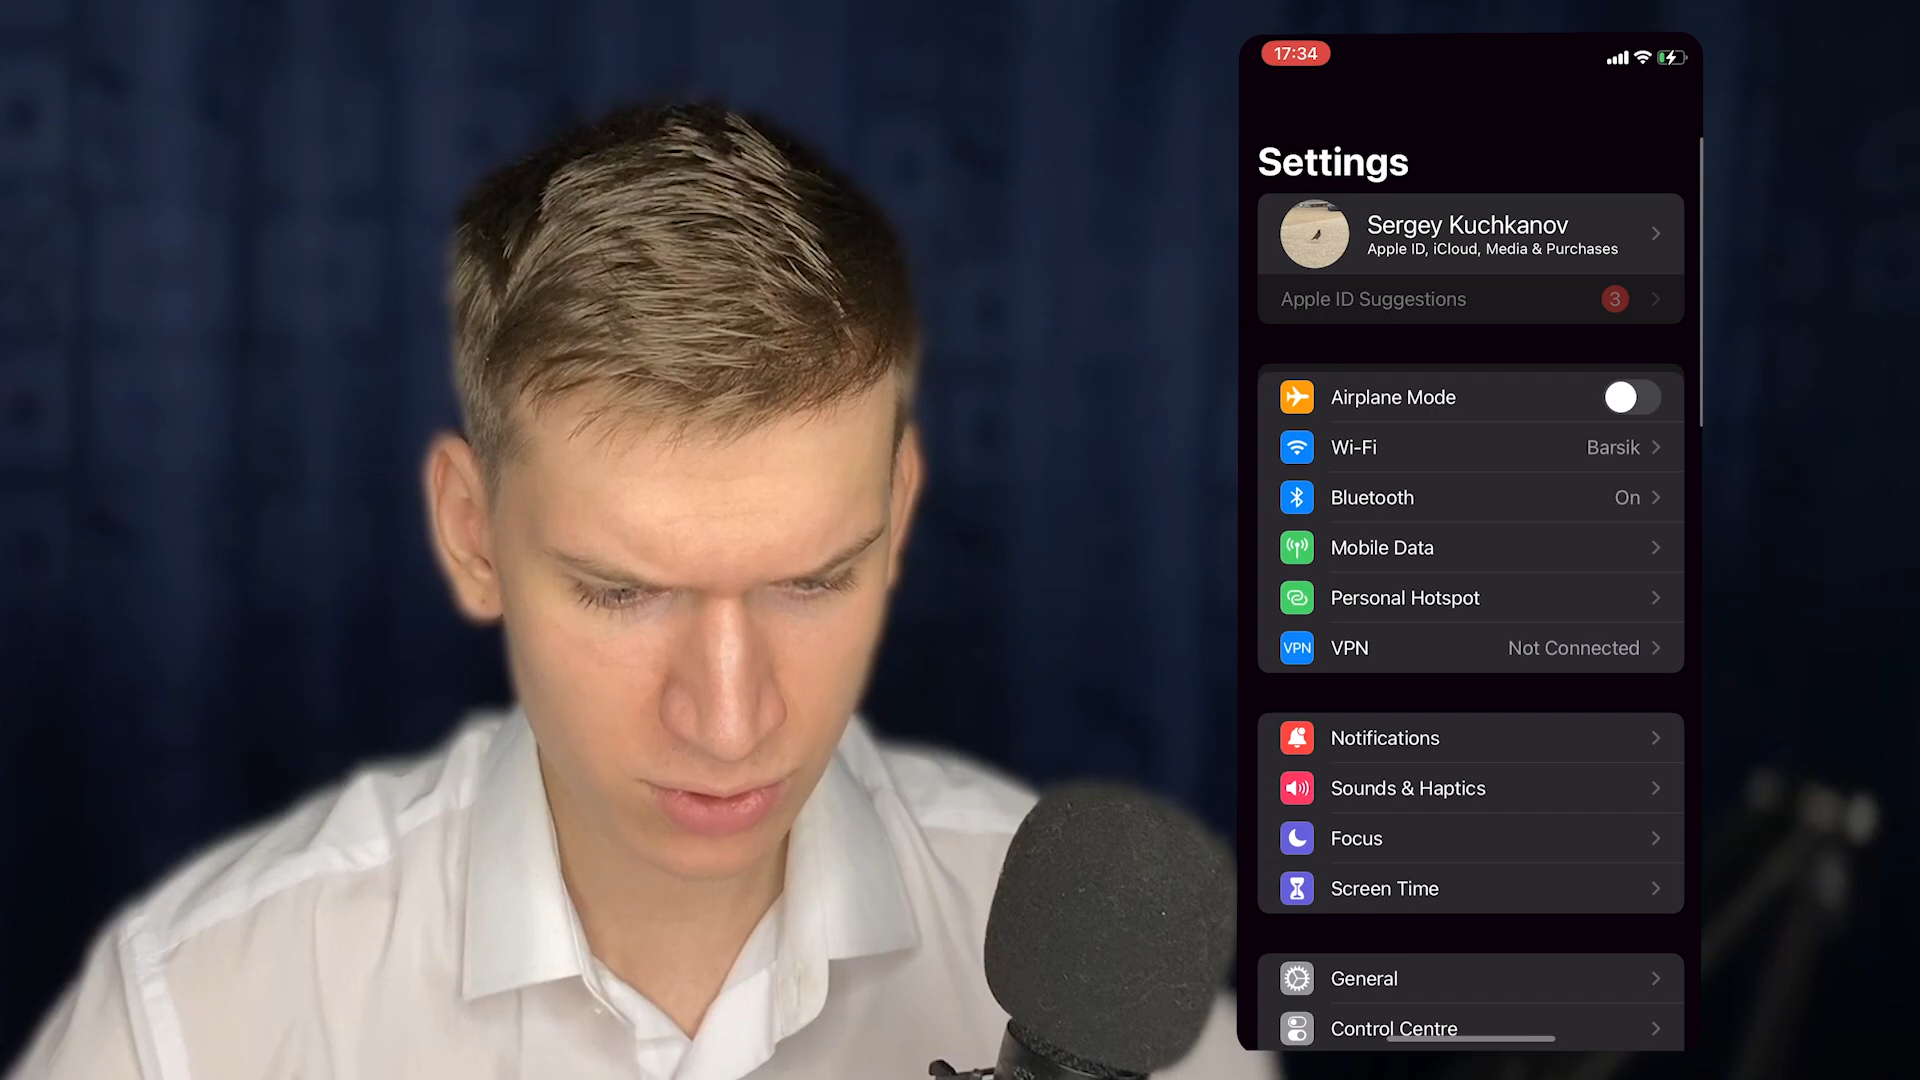 17:34
Settings
Sergey Kuchkanov
Apple ID, iCloud, Media & Purchases
Apple ID Suggestions 3
Airplane Mode
Wi-Fi Barsik
Bluetooth On
Mobile Data
Personal Hotspot
VPN VPN Not Connected
Notifications
Sounds & Haptics
Focus
Screen Time
General
Control Centre